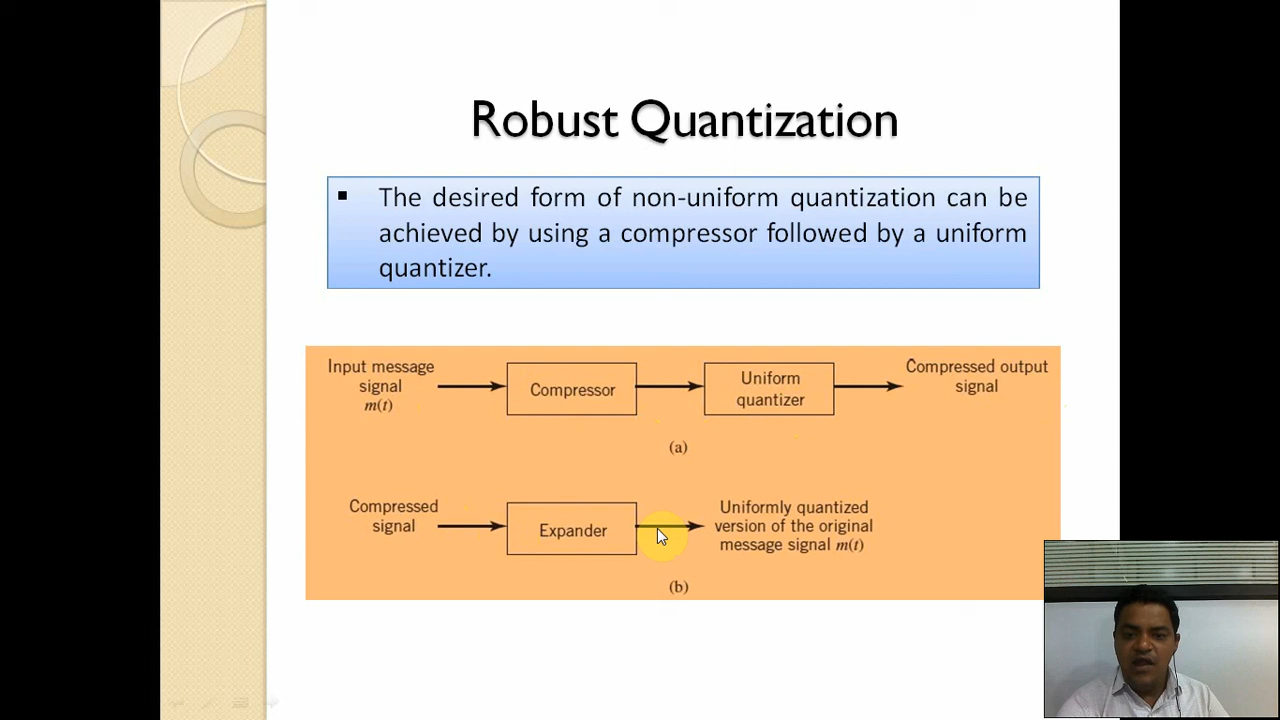 Robust Quantization
▪ The desired form of non-uniform quantization can be
achieved by using a compressor followed by a uniform
quantizer.
Input message
signal
m(t)
Compressor
Uniform
quantizer
Compressed output
signal
(a)
Compressed
signal
Expander
Uniformly quantized
version of the original
message signal m(t)
(b)